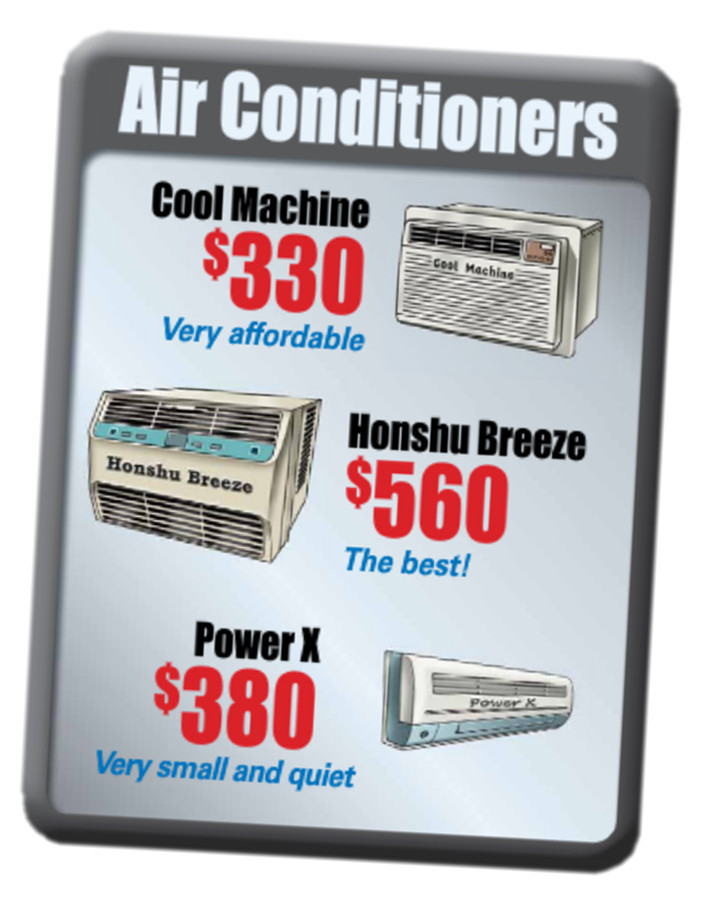 Air Conditioners
Cool Machine
$330
Very affordable
Cool Machine
Honshu Breeze
Honshu Breeze
$560
The best!
Power X
$380
Very small and quiet
Power X